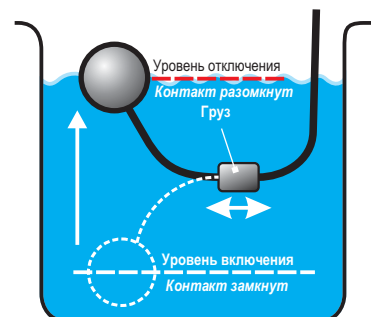 Уровень отключения
Контакт разомкнут
Груз
Уровень включения
Контакт замкнут